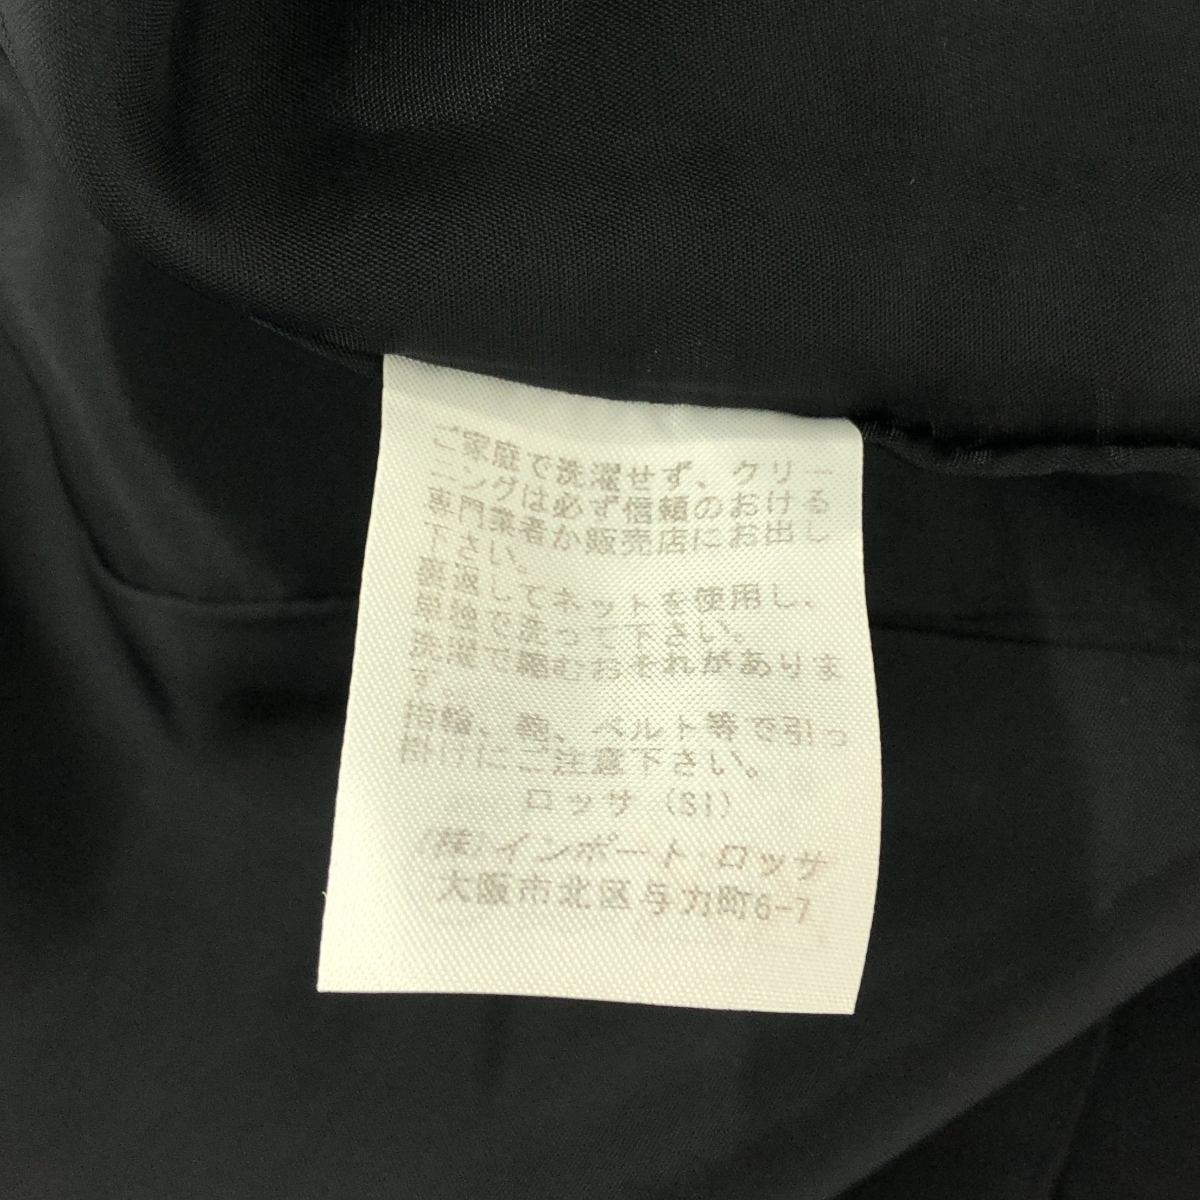 ご家庭で洗濯せず、クリー
ニングは必ず信頼のおける
専門業者か販売店にお出し
下さい。
裏返してネットを使用し、
単独で洗って下さい。
洗濯で縮むおそれがありま
す。
指輪、鞄、ベルト等で引っ
掛けにご注意下さい。
ロッサ(SI)
(株)インポート・ロッサ
大阪市北区与力町6-7